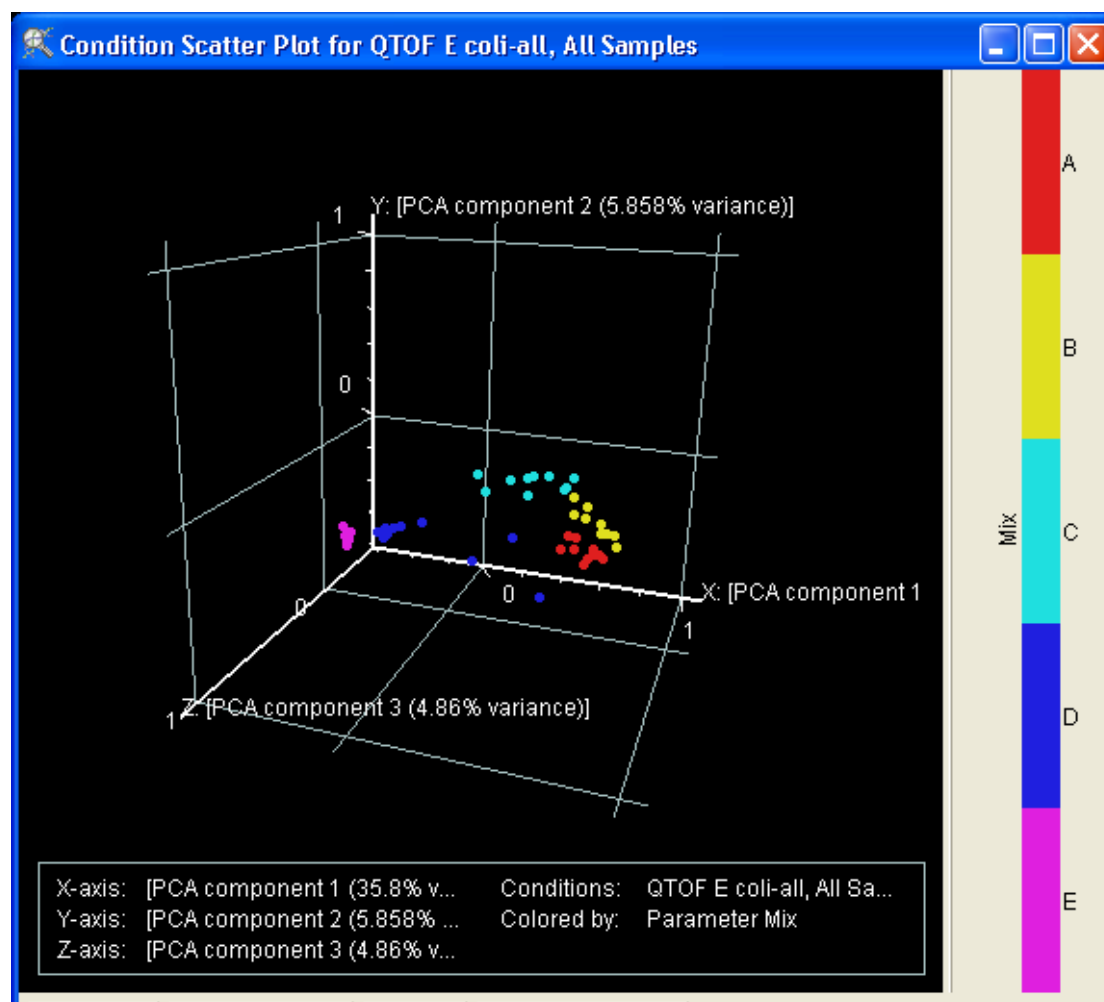 Condition Scatter Plot for QTOF E coli-all, All Samples
Y: [PCA component 2 (5.858% variance)]
1
0
0
0
X: [PCA component 1
1
Z: [PCA component 3 (4.86% variance)]
1
A
B
C
D
E
Mix
X-axis: [PCA component 1 (35.8% v... Conditions: QTOF E coli-all, All Sa...
Y-axis: [PCA component 2 (5.858% ... Colored by: Parameter Mix
Z-axis: [PCA component 3 (4.86% v...